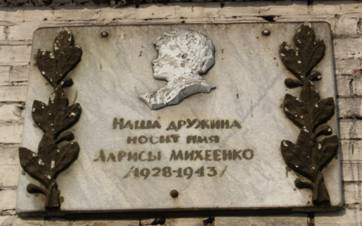 НАША ДРУЖИНА
НОСИТ ИМЯ
ЛАРИСЫ МИХЕЕНКО
/1928-1943/